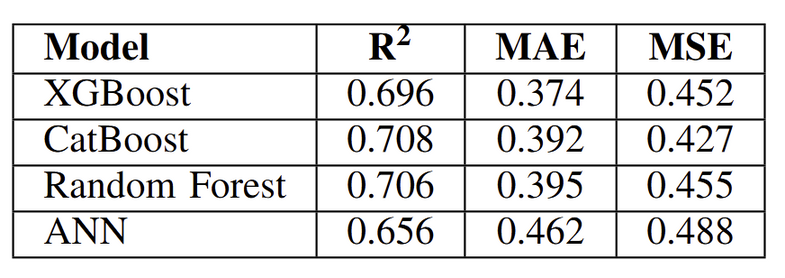 Model R² MAE MSE
XGBoost 0.696 0.374 0.452
CatBoost 0.708 0.392 0.427
Random Forest 0.706 0.395 0.455
ANN 0.656 0.462 0.488